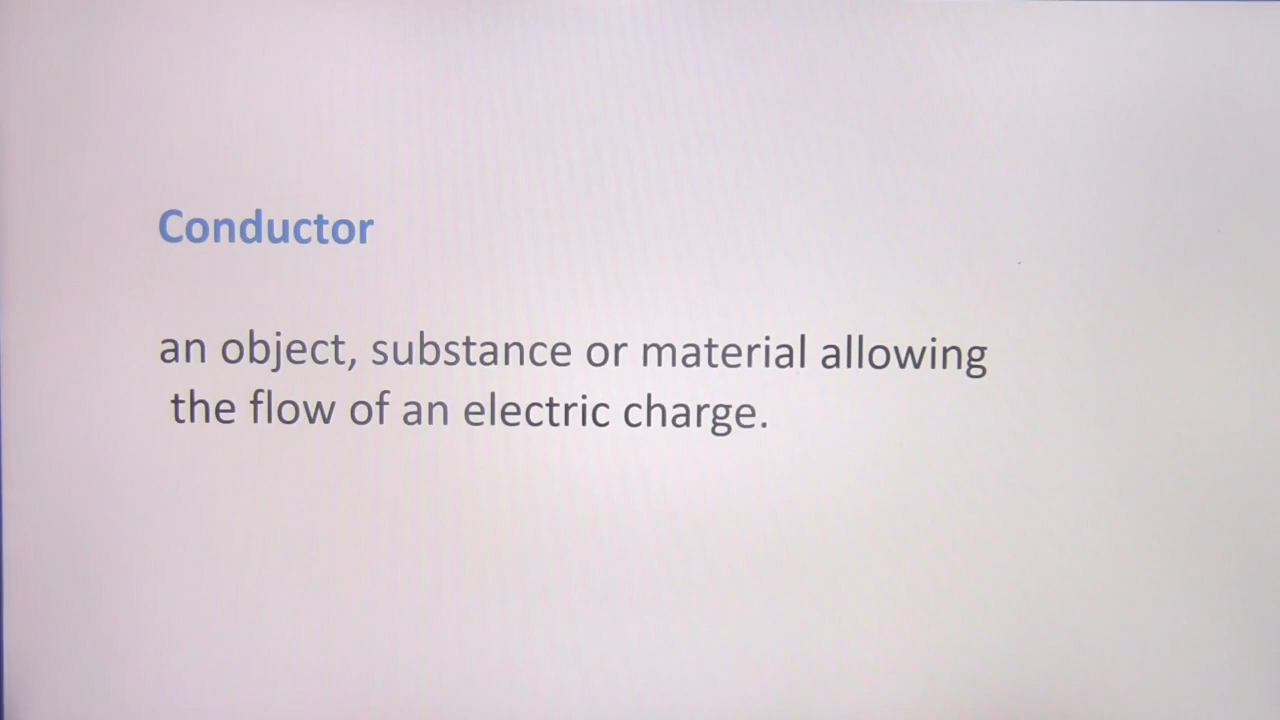 Conductor
an object, substance or material allowing
the flow of an electric charge.